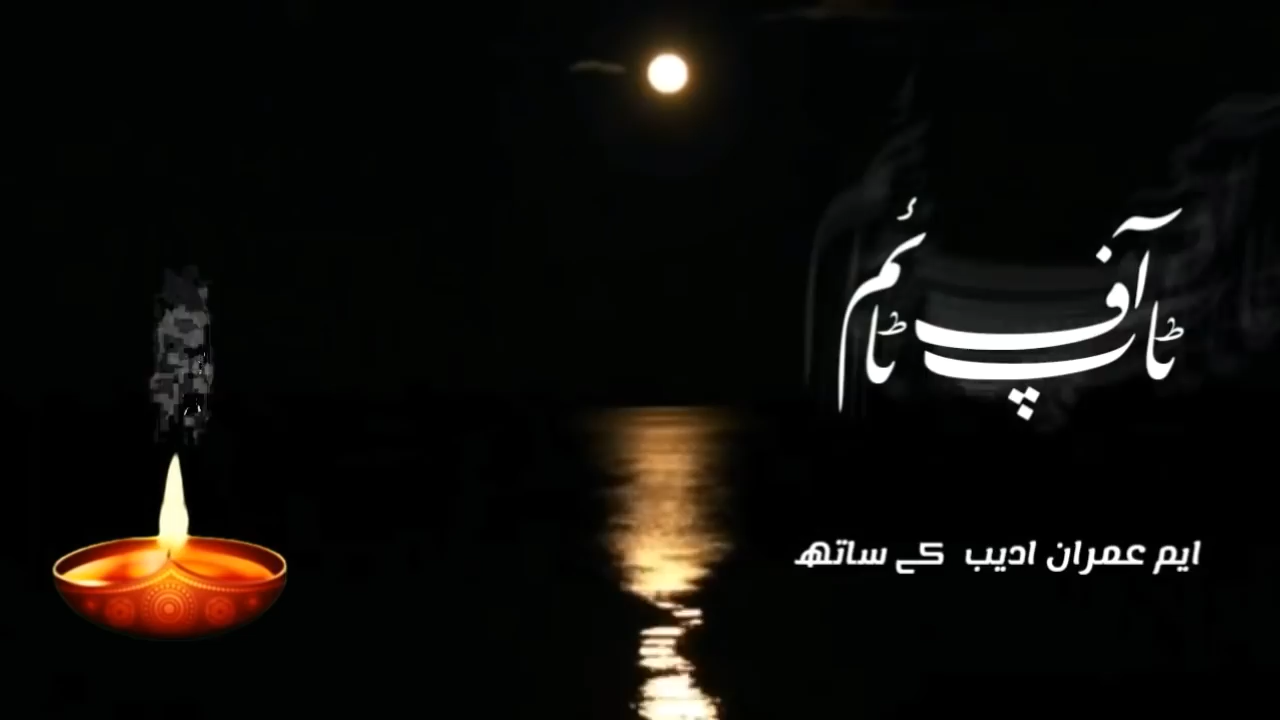 ٹاپ آف ٹائم
ایم عمران ادیب کے ساتھ